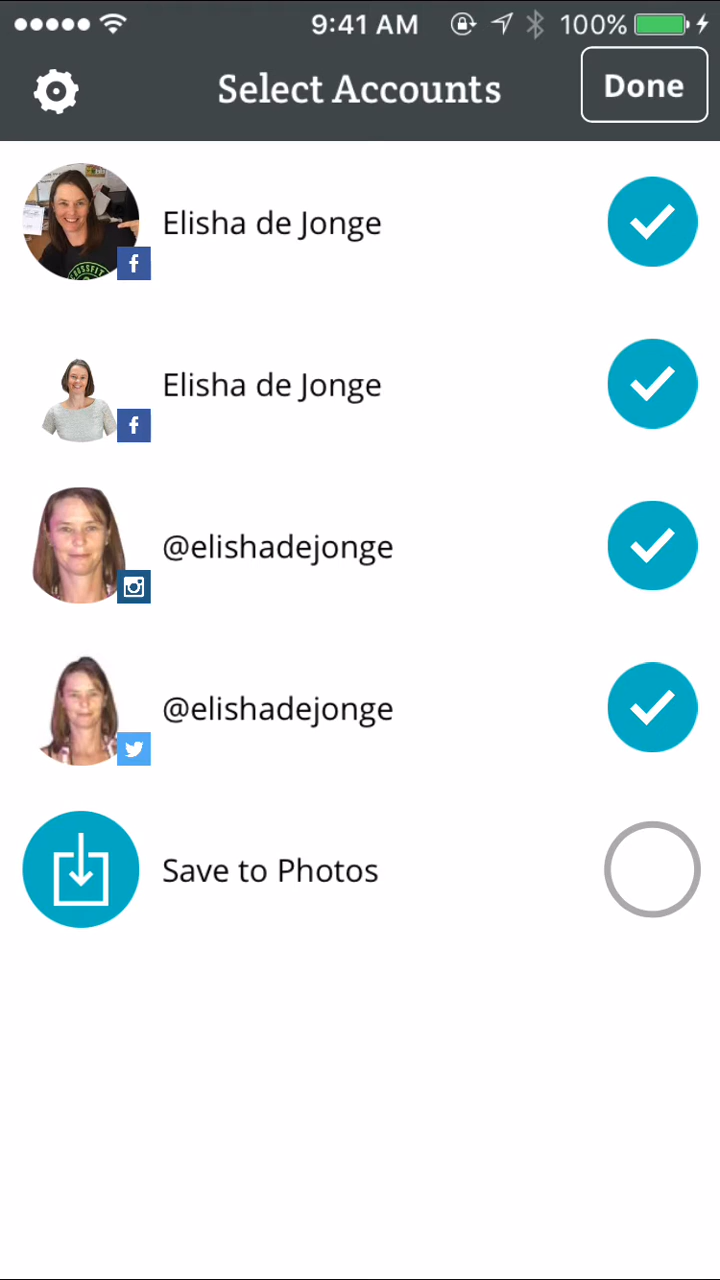 9:41 AM 100%
Select Accounts
Done
Elisha de Jonge
Elisha de Jonge
@elishadejonge
@elishadejonge
Save to Photos